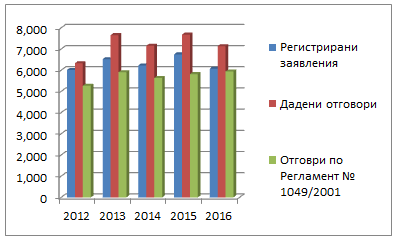 8,000
7,000
6,000
5,000
4,000
3,000
2,000
1,000
0
2012 2013 2014 2015 2016
Регистрирани
заявления
Дадени отговори
Отговри по
Регламент №
1049/2001